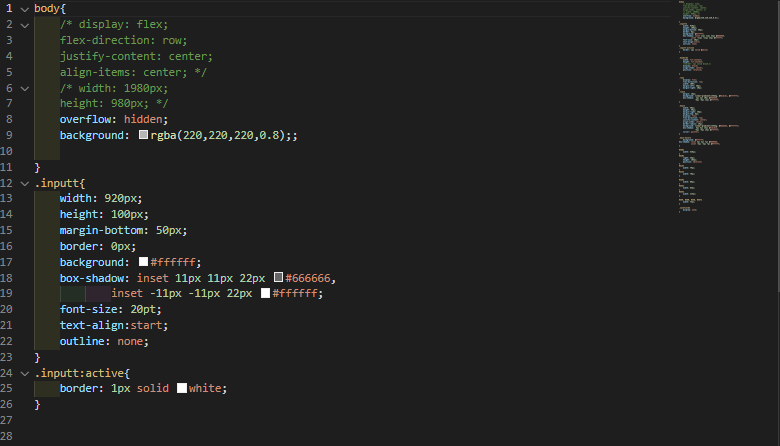 1 body{
2 /* display: flex;
3 flex-direction: row;
4 justify-content: center;
5 align-items: center; */
6 /* width: 1980px;
7 height: 980px; */
8 overflow: hidden;
9 background: rgba(220,220,220,0.8);;
10
11 }
12 .inputt{
13 width: 920px;
14 height: 100px;
15 margin-bottom: 50px;
16 border: 0px;
17 background: #ffffff;
18 box-shadow: inset 11px 11px 22px #666666,
19 inset -11px -11px 22px #ffffff;
20 font-size: 20pt;
21 text-align:start;
22 outline: none;
23 }
24 .inputt:active{
25 border: 1px solid white;
26 }
27
28